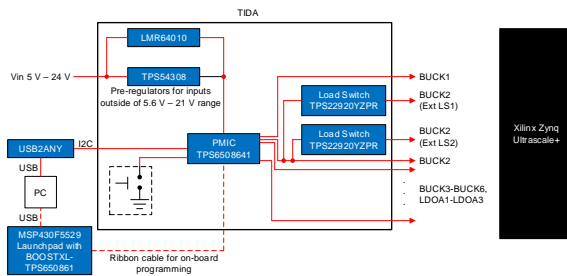 TIDA
LMR64010
Vin 5 V – 24 V
TPS54308
Pre-regulators for inputs
outside of 5.6 V – 21 V range
BUCK1
Load Switch
TPS22920YZPR
BUCK2
(Ext LS1)
Load Switch
TPS22920YZPR
BUCK2
(Ext LS2)
Xilinx Zynq
Ultrascale+
USB2ANY
I2C
PMIC
TPS6508641
BUCK2
USB
PC
USB
.
.
.
BUCK3-BUCK6,
LDOA1-LDOA3
MSP430F5529
Launchpad with
BOOSTXL-
TPS650861
Ribbon cable for on-board
programming